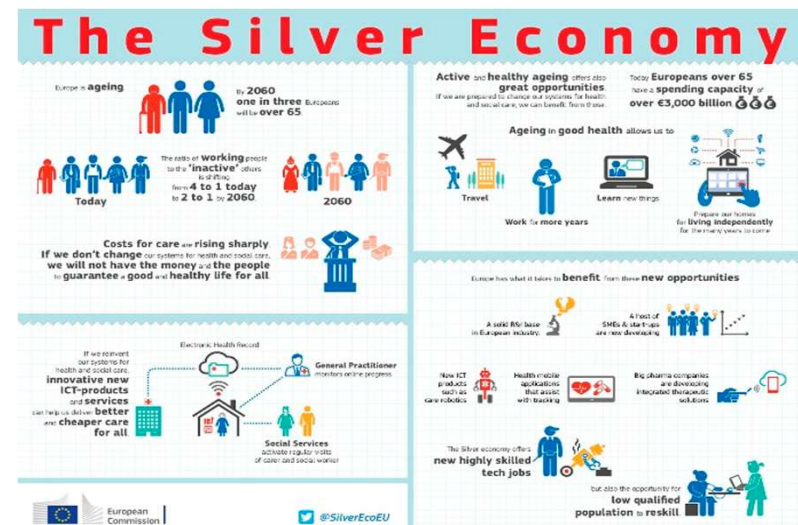 The Silver Economy
Europe is ageing
By 2060
one in three Europeans
will be over 65.
The ratio of working people
to the 'inactive' others
is shifting
from 4 to 1 today
to 2 to 1 by 2060.
Today
2060
Costs for care are rising sharply.
If we don't change our systems for health and social care,
we will not have the money and the people
to guarantee a good and healthy life for all.
If we reinvent
our systems for
health and social care,
innovative new
ICT-products
and services
can help us deliver better
and cheaper care
for all
Electronic Health Record
General Practitioner
monitors online progress
Social Services
activate regular visits
of carer and social worker
European
Commission
@SilverEcoEU
Active and healthy ageing offers also
great opportunities.
If we are prepared to change our systems for health
and social care, we can benefit from those.
Today Europeans over 65
have a spending capacity of
over €3,000 billion
Ageing in good health allows us to
Travel
Work for more years
Learn new things
Prepare our homes
for living independently
for the many years to come
Europe has what it takes to benefit from these new opportunities
A solid R&I base
in European industry.
A host of
SMEs & start-ups
are now developing
New ICT
products
such as
care robotics
Health mobile
applications
that assist
with tracking
Big pharma companies
are developing
integrated therapeutic
solutions
The Silver economy offers
new highly skilled
tech jobs
but also the opportunity for
low qualified
population to reskill.